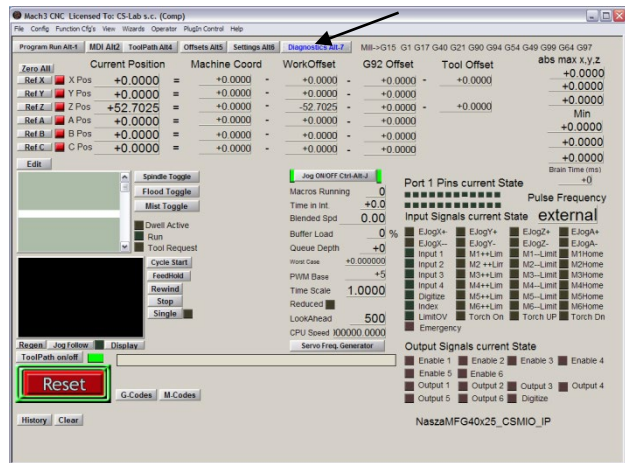 Mach3 CNC Licensed To: CS-Lab s.c. (Comp)
File Config Function Cfg's View Wizards Operator PlugIn Control Help
Program Run Alt-1 MDI Alt2 ToolPath Alt4 Offsets Alt5 Settings Alt6 Diagnostics Alt-7 Mill->G15 G1 G17 G40 G21 G90 G94 G54 G49 G99 G64 G97
Zero All Current Position Machine Coord WorkOffset G92 Offset Tool Offset abs max x,y,z
Ref X X Pos +0.0000 = +0.0000 - +0.0000 - +0.0000 - +0.0000 +0.0000
Ref Y Y Pos +0.0000 = +0.0000 - +0.0000 - +0.0000 +0.0000
Ref Z Z Pos +52.7025 = +0.0000 - -52.7025 - +0.0000 - +0.0000 +0.0000
Min
Ref A A Pos +0.0000 = +0.0000 - +0.0000 - +0.0000 +0.0000
Ref B B Pos +0.0000 = +0.0000 - +0.0000 - +0.0000 +0.0000
Ref C C Pos +0.0000 = +0.0000 - +0.0000 - +0.0000 +0.0000
Edit
Brain Time (ms)
+0
Spindle Toggle
Flood Toggle
Mist Toggle
Dwell Active
Run
Tool Request
Cycle Start
FeedHold
Rewind
Stop
Single
Jog ON/OFF Ctrl-Alt-J
Macros Running 0
Time in Int. +0.0
Blended Spd 0.00
Buffer Load 0 %
Queue Depth +0
Worst Case +0.000000
PWM Base +5
Time Scale 1.0000
Reduced
LookAhead 500
CPU Speed 100000.0000
Servo Freq. Generator
Port 1 Pins current State
Pulse Frequency
Input Signals current State external
EJogX+ EJogY+ EJogZ+ EJogA+
EJogX-- EJogY- EJogZ- EJogA-
Input 1 M1++Lim M1--Limit M1Home
Input 2 M2 ++Lim M2--Limit M2Home
Input 3 M3++Lim M3--Limit M3Home
Input 4 M4++Lim M4--Limit M4Home
Digitize M5++Lim M5--Limit M5Home
Index M6++Lim M6--Limit M6Home
LimitOV Torch On Torch UP Torch Dn
Emergency
Output Signals current State
Enable 1 Enable 2 Enable 3 Enable 4
Enable 5 Enable 6
Output 1 Output 2 Output 3 Output 4
Output 5 Output 6 Digitize
Regen Jog Follow Display
ToolPath on/off
Reset
G-Codes M-Codes
History Clear
NaszaMFG40x25_CSMIO_IP